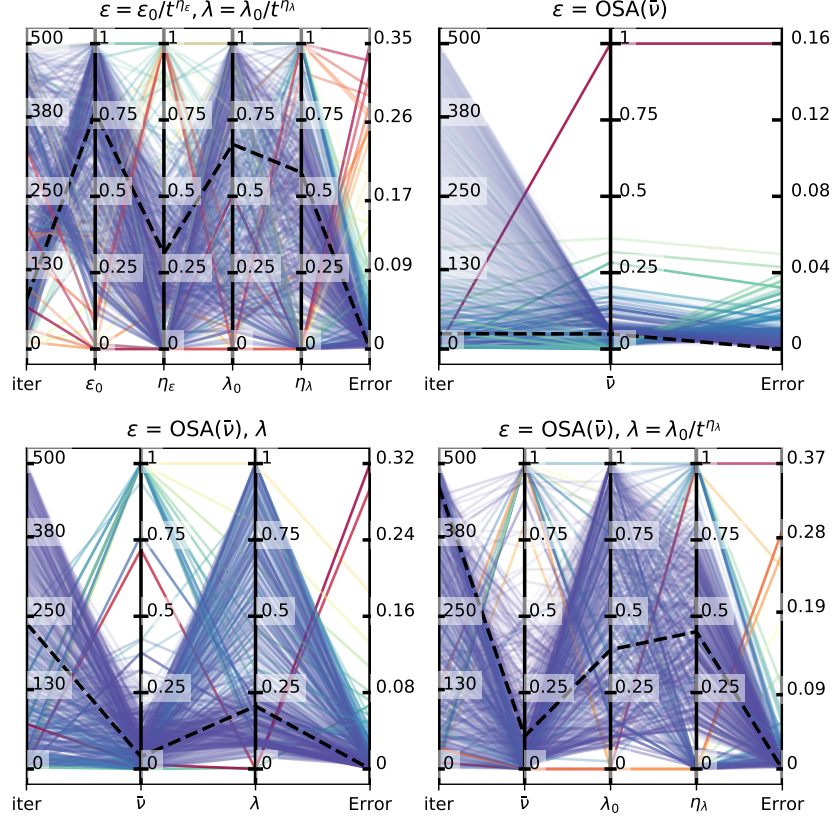 ε = ε₀/t^{η_ε}, λ = λ₀/t^{η_λ}
500 1 1 1 1 0.35
380 0.75 0.75 0.75 0.75 0.26
250 0.5 0.5 0.5 0.5 0.17
130 0.25 0.25 0.25 0.25 0.09
0 0 0 0 0 0
iter ε₀ η_ε λ₀ η_λ Error
ε = OSA(ν̄)
500 1 0.16
380 0.75 0.12
250 0.5 0.08
130 0.25 0.04
0 0 0
iter ν̄ Error
ε = OSA(ν̄), λ
500 1 1 0.32
380 0.75 0.75 0.24
250 0.5 0.5 0.16
130 0.25 0.25 0.08
0 0 0 0
iter ν̄ λ Error
ε = OSA(ν̄), λ = λ₀/t^{η_λ}
500 1 1 1 0.37
380 0.75 0.75 0.75 0.28
250 0.5 0.5 0.5 0.19
130 0.25 0.25 0.25 0.09
0 0 0 0 0
iter ν̄ λ₀ η_λ Error